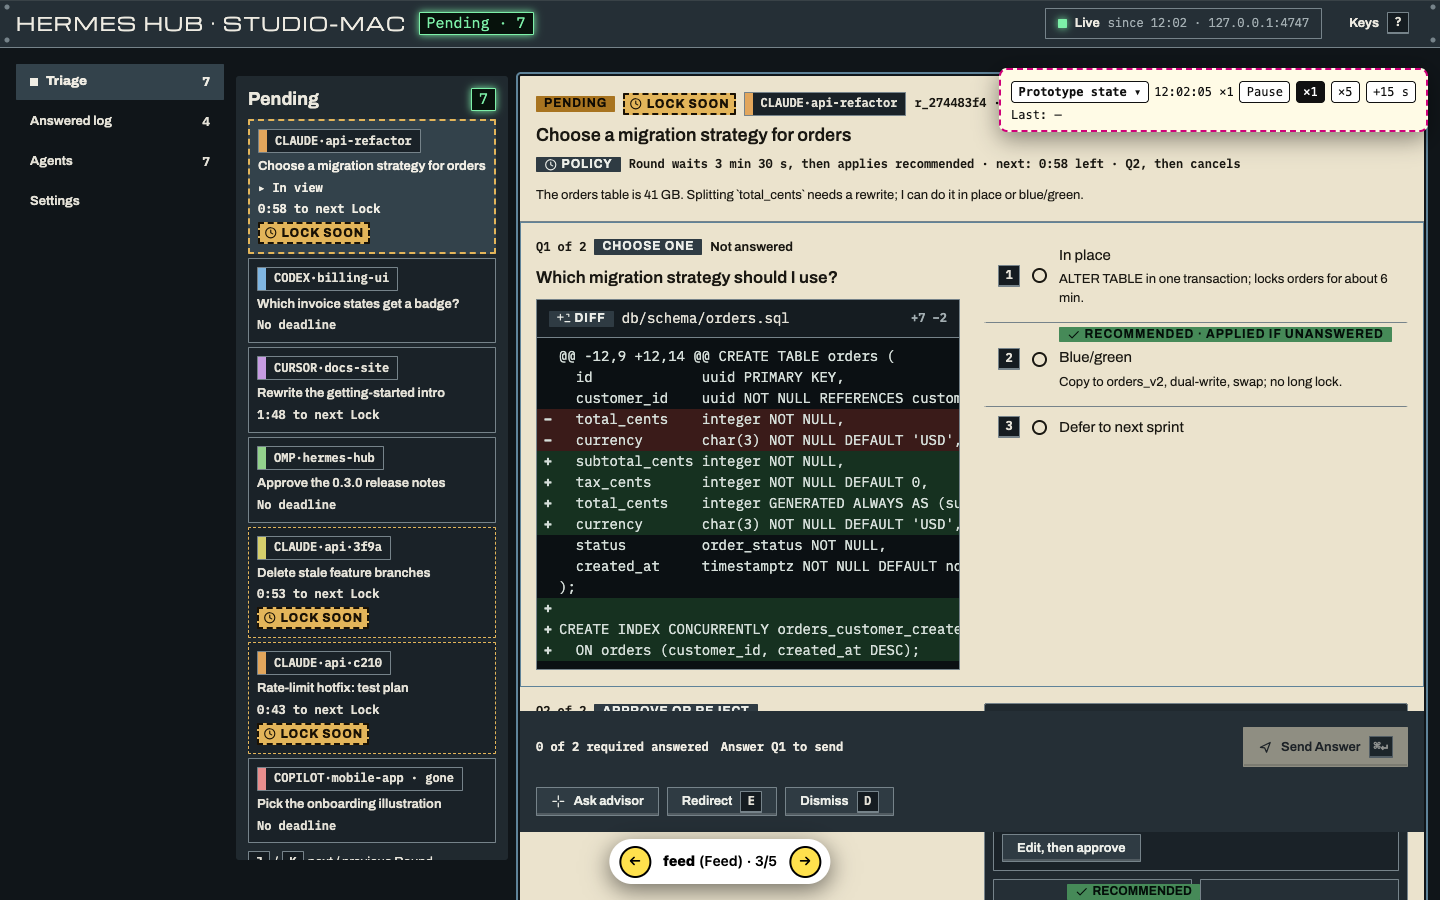 HERMES HUB · STUDIO-MAC
Pending · 7
Live since 12:02 · 127.0.0.1:4747
Keys ?
Triage 7
Answered log 4
Agents 7
Settings
Pending 7
CLAUDE·api-refactor
Choose a migration strategy for orders
▸ In view
0:58 to next Lock
LOCK SOON
CODEX·billing-ui
Which invoice states get a badge?
No deadline
CURSOR·docs-site
Rewrite the getting-started intro
1:48 to next Lock
OMP·hermes-hub
Approve the 0.3.0 release notes
No deadline
CLAUDE·api·3f9a
Delete stale feature branches
0:53 to next Lock
LOCK SOON
CLAUDE·api·c210
Rate-limit hotfix: test plan
0:43 to next Lock
LOCK SOON
COPILOT·mobile-app · gone
Pick the onboarding illustration
No deadline
J / K next / previous Round
PENDING LOCK SOON CLAUDE·api-refactor r_274483f4
Prototype state ▾ 12:02:05 ×1 Pause ×1 ×5 +15 s
Last: —
Choose a migration strategy for orders
POLICY Round waits 3 min 30 s, then applies recommended · next: 0:58 left · Q2, then cancels
The orders table is 41 GB. Splitting `total_cents` needs a rewrite; I can do it in place or blue/green.
Q1 of 2 CHOOSE ONE Not answered
Which migration strategy should I use?
DIFF db/schema/orders.sql +7 −2
@@ -12,9 +12,14 @@ CREATE TABLE orders (
id uuid PRIMARY KEY,
customer_id uuid NOT NULL REFERENCES custom
− total_cents integer NOT NULL,
− currency char(3) NOT NULL DEFAULT 'USD',
+ subtotal_cents integer NOT NULL,
+ tax_cents integer NOT NULL DEFAULT 0,
+ total_cents integer GENERATED ALWAYS AS (su
+ currency char(3) NOT NULL DEFAULT 'USD',
status order_status NOT NULL,
created_at timestamptz NOT NULL DEFAULT no
);
+
+ CREATE INDEX CONCURRENTLY orders_customer_create
+ ON orders (customer_id, created_at DESC);
1 In place
ALTER TABLE in one transaction; locks orders for about 6
min.
RECOMMENDED · APPLIED IF UNANSWERED
2 Blue/green
Copy to orders_v2, dual-write, swap; no long lock.
3 Defer to next sprint
Q2 of 2 APPROVE OR REJECT
0 of 2 required answered Answer Q1 to send
Send Answer ⌘↵
Ask advisor
Redirect E
Dismiss D
Edit, then approve
RECOMMENDED
← feed (Feed) · 3/5 →